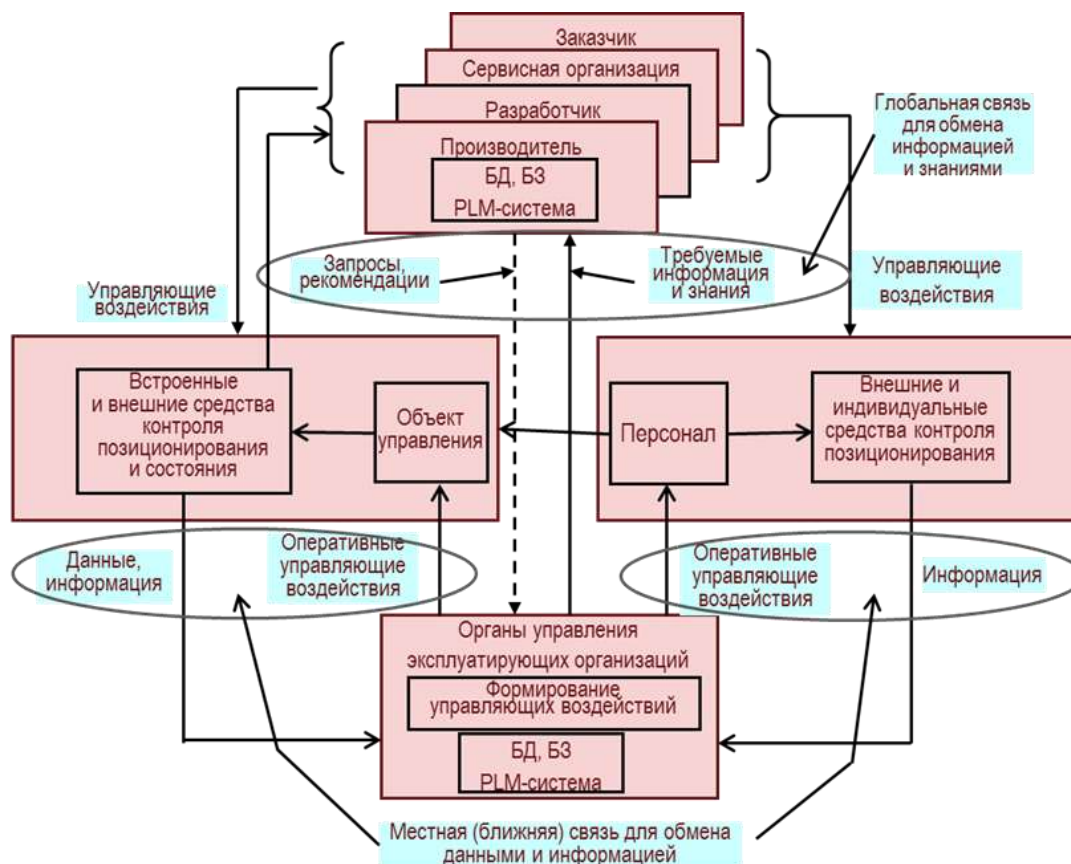 Заказчик
Сервисная организация
Разработчик
Производитель
БД, БЗ
PLM-система
Глобальная связь
для обмена
информацией
и знаниями
Запросы,
рекомендации
Требуемые
информация
и знания
Управляющие
воздействия
Управляющие
воздействия
Встроенные
и внешние средства
контроля
позиционирования
и состояния
Объект
управления
Персонал
Внешние и
индивидуальные
средства контроля
позиционирования
Данные,
информация
Оперативные
управляющие
воздействия
Оперативные
управляющие
воздействия
Информация
Органы управления
эксплуатирующих организаций
Формирование
управляющих воздействий
БД, БЗ
PLM-система
Местная (ближняя) связь для обмена
данными и информацией